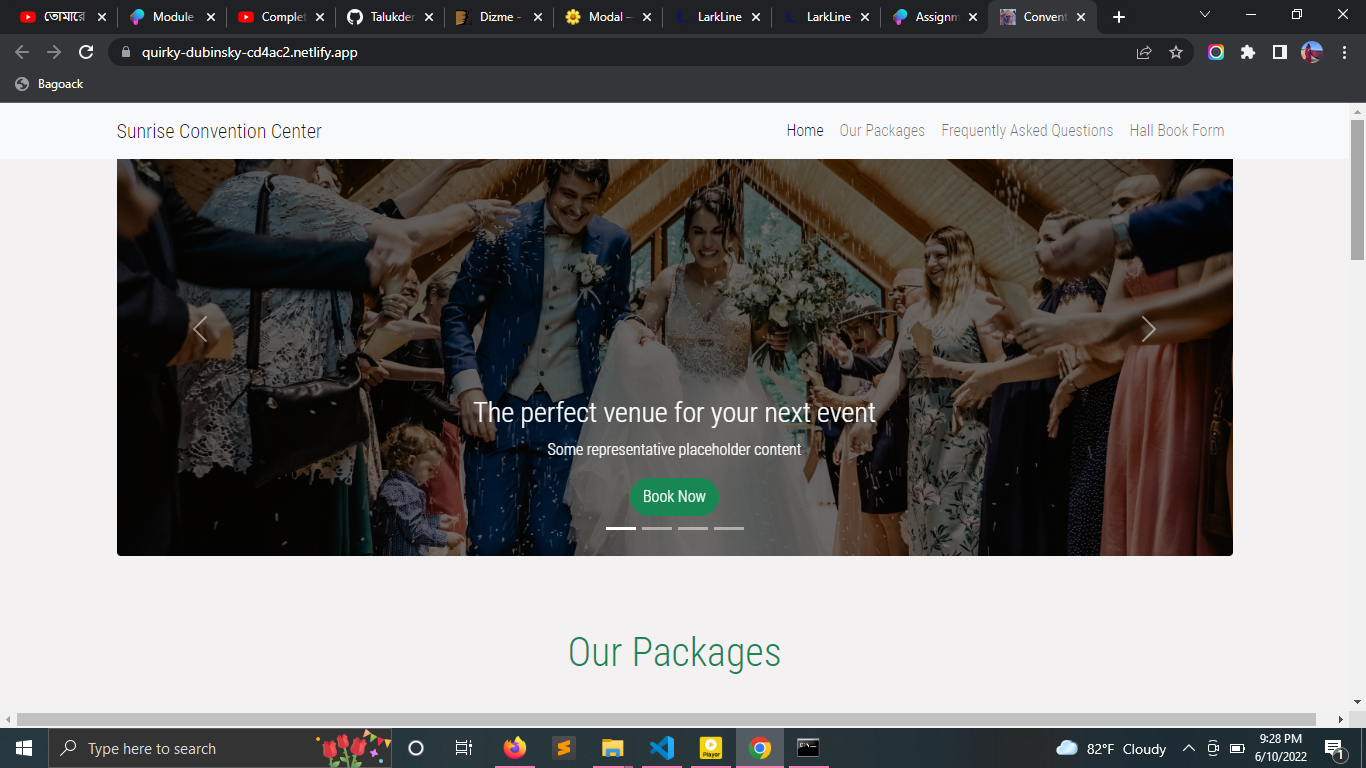 তোমারে
Module
Complet
Talukder
Dizme -
Modal –
LarkLine
LarkLine
Assignm
Convent
quirky-dubinsky-cd4ac2.netlify.app
Bagoack
Sunrise Convention Center
Home
Our Packages
Frequently Asked Questions
Hall Book Form
The perfect venue for your next event
Some representative placeholder content
Book Now
Our Packages
Type here to search
Player
82°F Cloudy
9:28 PM
6/10/2022
1